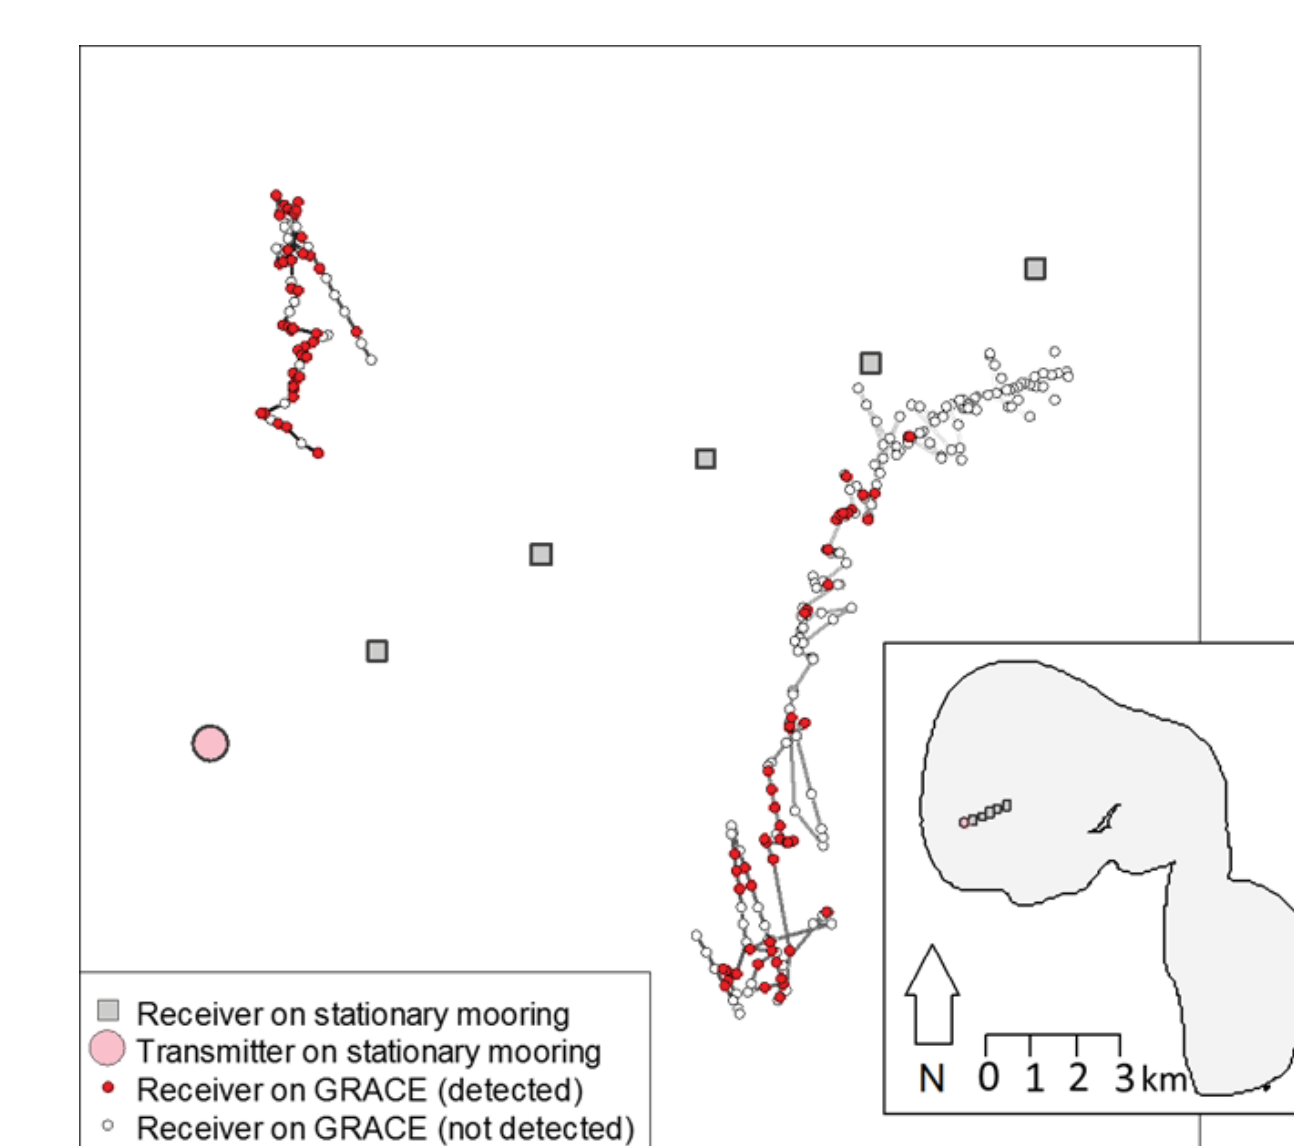 Receiver on stationary mooring
Transmitter on stationary mooring
Receiver on GRACE (detected)
Receiver on GRACE (not detected)
N 0 1 2 3 km